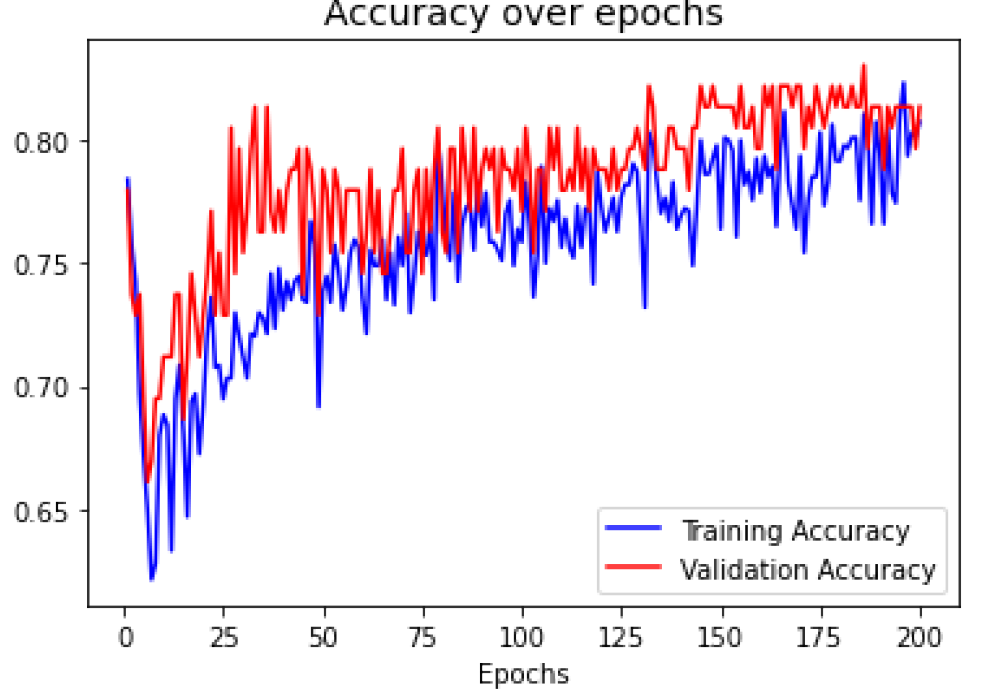 Accuracy over epochs
0.80
0.75
0.70
0.65
Training Accuracy
Validation Accuracy
0 25 50 75 100 125 150 175 200
Epochs